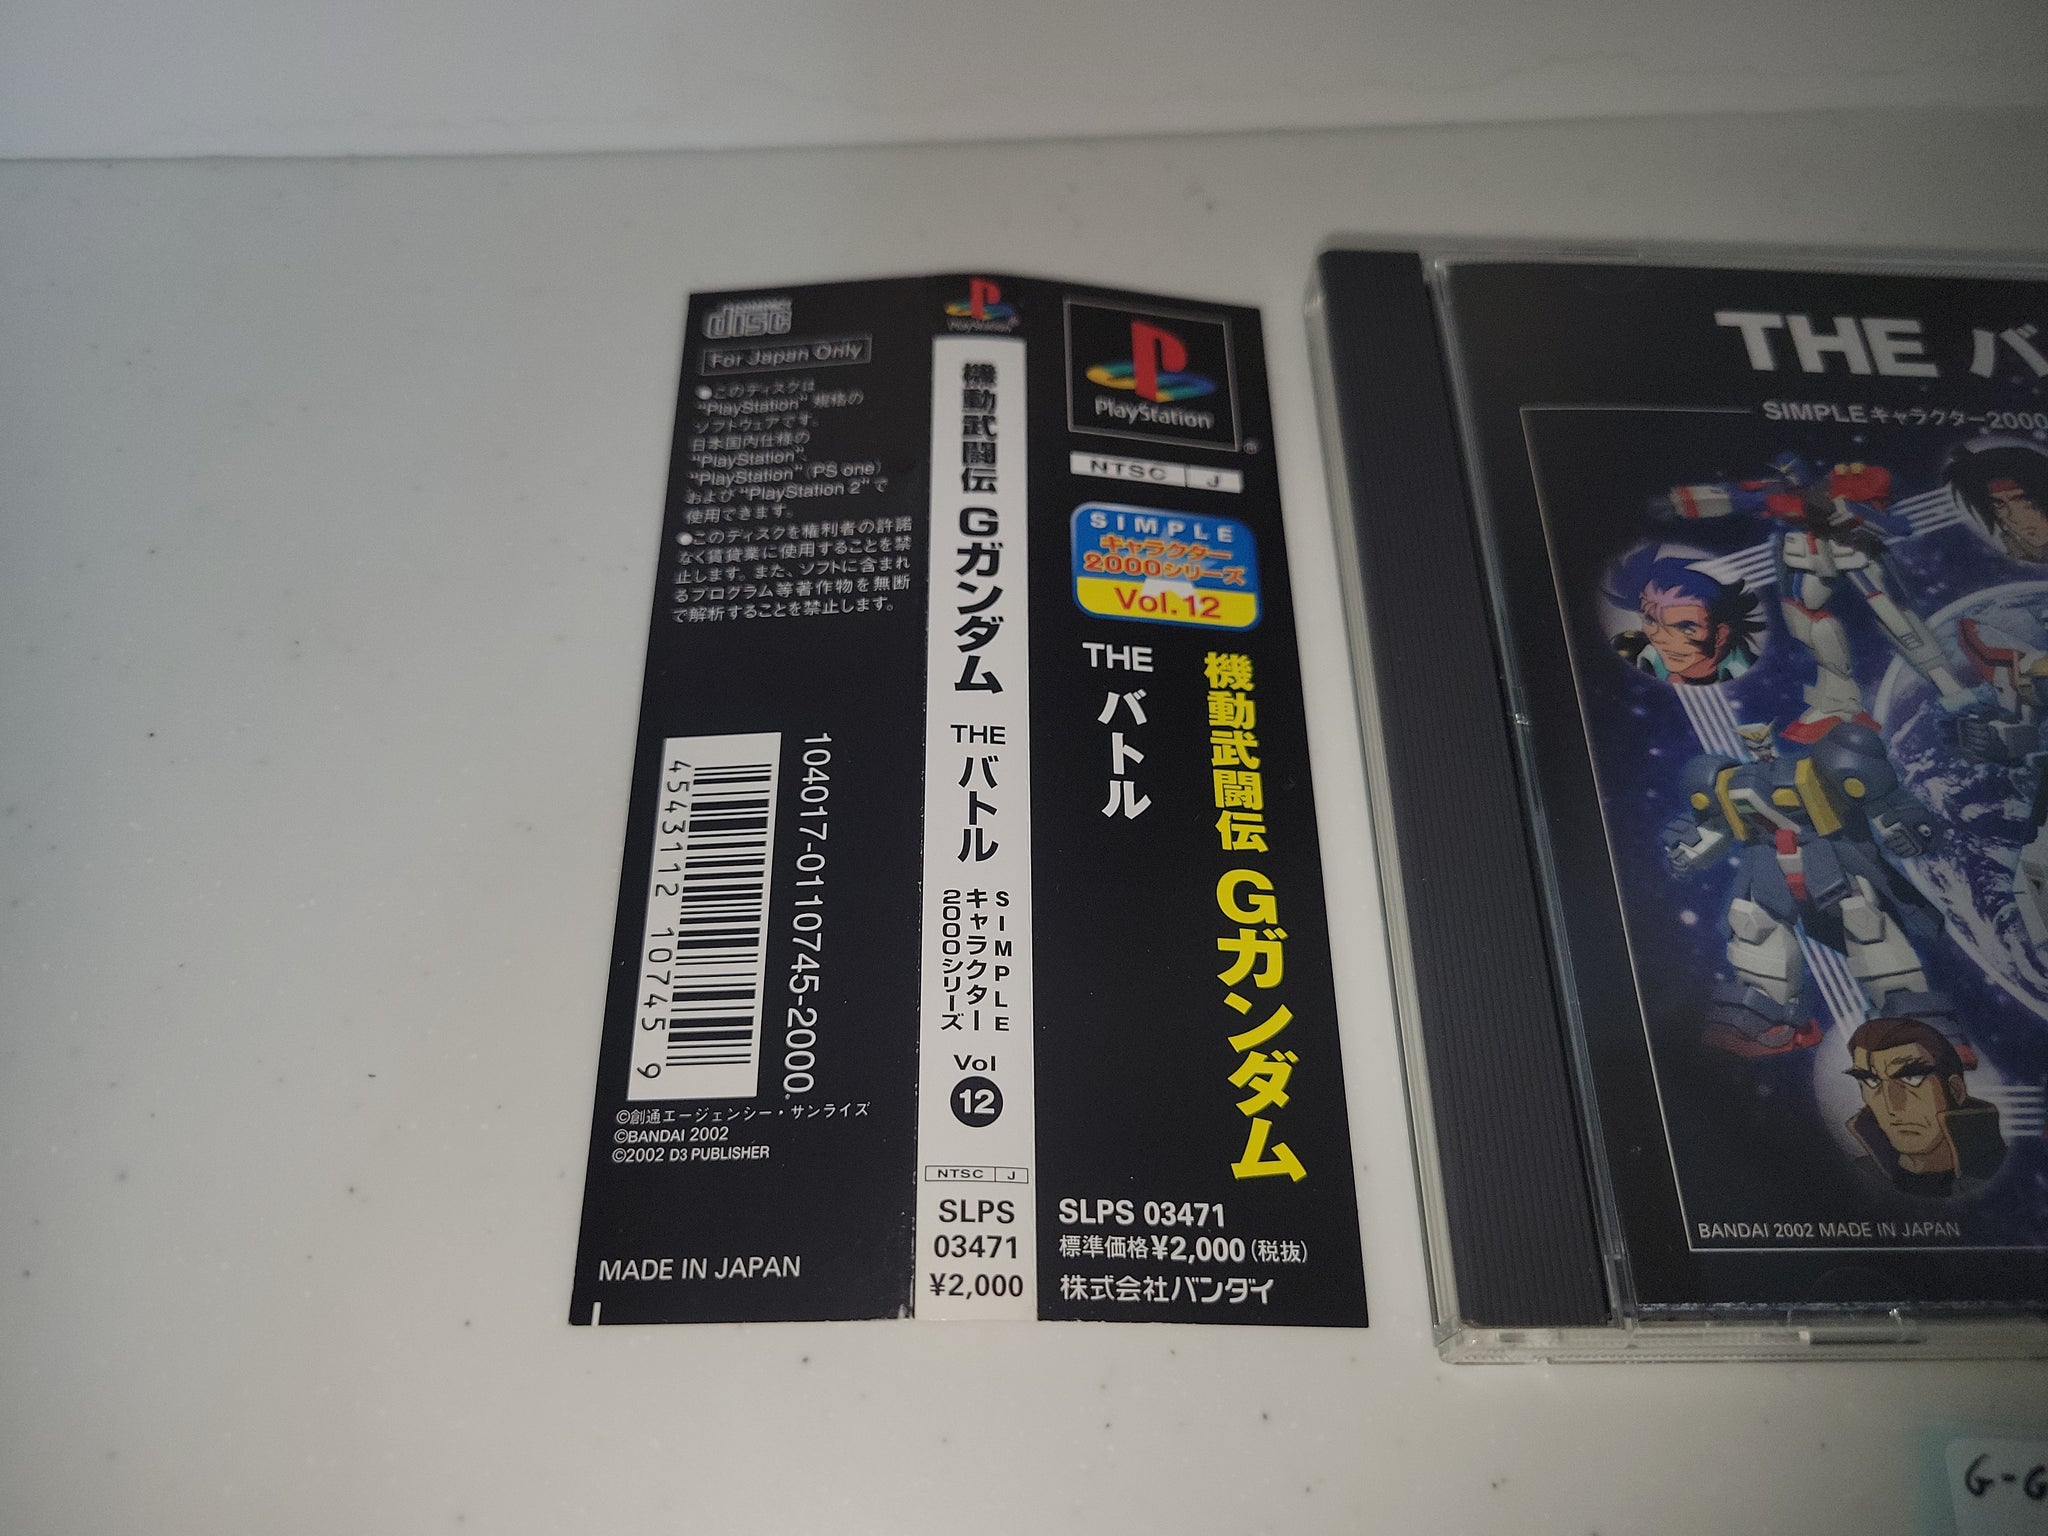 COMPACT
disc
For Japan Only
●このディスクは
"PlayStation" 規格の
ソフトウェアです。
日本国内仕様の
"PlayStation"、
"PlayStation"(PS one)
および"PlayStation 2"で
使用できます。
●このディスクを権利者の許諾
なく賃貸業に使用することを禁
止します。また、ソフトに含まれ
るプログラム等著作物を無断
で解析することを禁止します。
104017-0110745-2000.
4543112 10745 9
©創通エージェンシー・サンライズ
©BANDAI 2002
©2002 D3 PUBLISHER
MADE IN JAPAN
PlayStation
機動武闘伝 Gガンダム THE バトル
SIMPLE
キャラクター
2000シリーズ
Vol
12
NTSC J
SLPS
03471
¥2,000
PlayStation
®
NTSC J
SIMPLE
キャラクター
2000シリーズ
Vol.12
機動武闘伝 Gガンダム
THE バトル
SLPS 03471
標準価格¥2,000(税抜)
株式会社バンダイ
THE バ
SIMPLEキャラクター2000
BANDAI 2002 MADE IN JAPAN
G-G